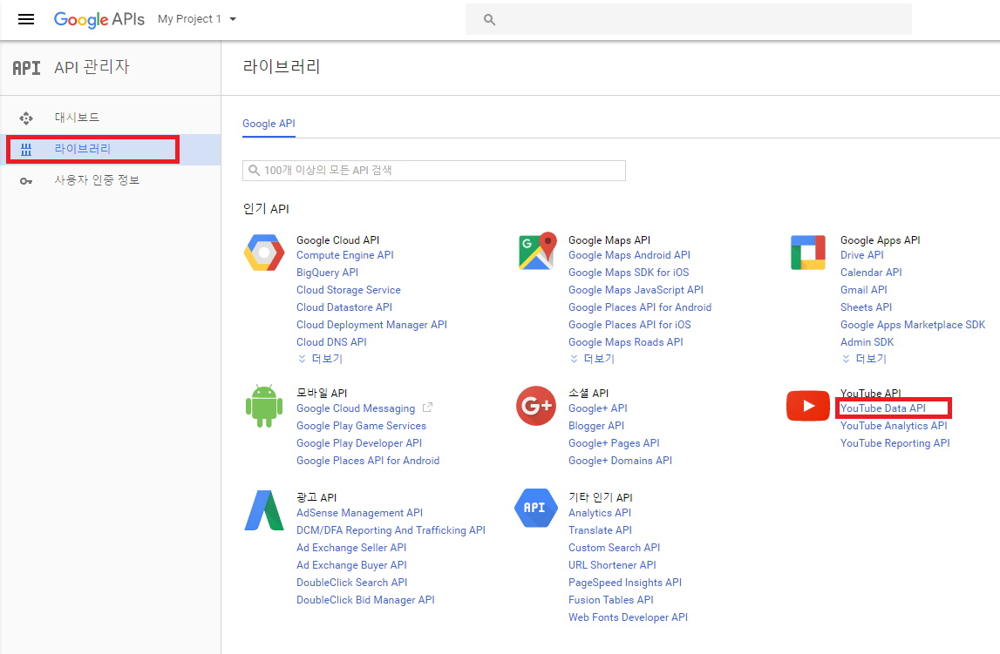 Google APIs My Project 1
API API 관리자
라이브러리
대시보드
라이브러리
사용자 인증 정보
Google API
100개 이상의 모든 API 검색
인기 API
Google Cloud API
Compute Engine API
BigQuery API
Cloud Storage Service
Cloud Datastore API
Cloud Deployment Manager API
Cloud DNS API
더보기
G
Google Maps API
Google Maps Android API
Google Maps SDK for iOS
Google Maps JavaScript API
Google Places API for Android
Google Places API for iOS
Google Maps Roads API
더보기
Google Apps API
Drive API
Calendar API
Gmail API
Sheets API
Google Apps Marketplace SDK
Admin SDK
더보기
모바일 API
Google Cloud Messaging
Google Play Game Services
Google Play Developer API
Google Places API for Android
G+
소셜 API
Google+ API
Blogger API
Google+ Pages API
Google+ Domains API
YouTube API
YouTube Data API
YouTube Analytics API
YouTube Reporting API
광고 API
AdSense Management API
DCM/DFA Reporting And Trafficking API
Ad Exchange Seller API
Ad Exchange Buyer API
DoubleClick Search API
DoubleClick Bid Manager API
API
기타 인기 API
Analytics API
Translate API
Custom Search API
URL Shortener API
PageSpeed Insights API
Fusion Tables API
Web Fonts Developer API